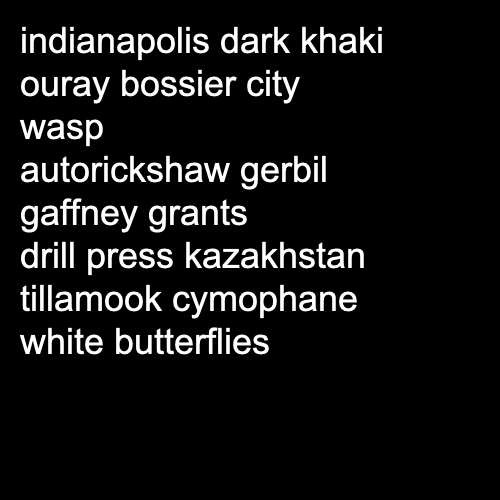 indianapolis dark khaki
ouray bossier city
wasp
autorickshaw gerbil
gaffney grants
drill press kazakhstan
tillamook cymophane
white butterflies